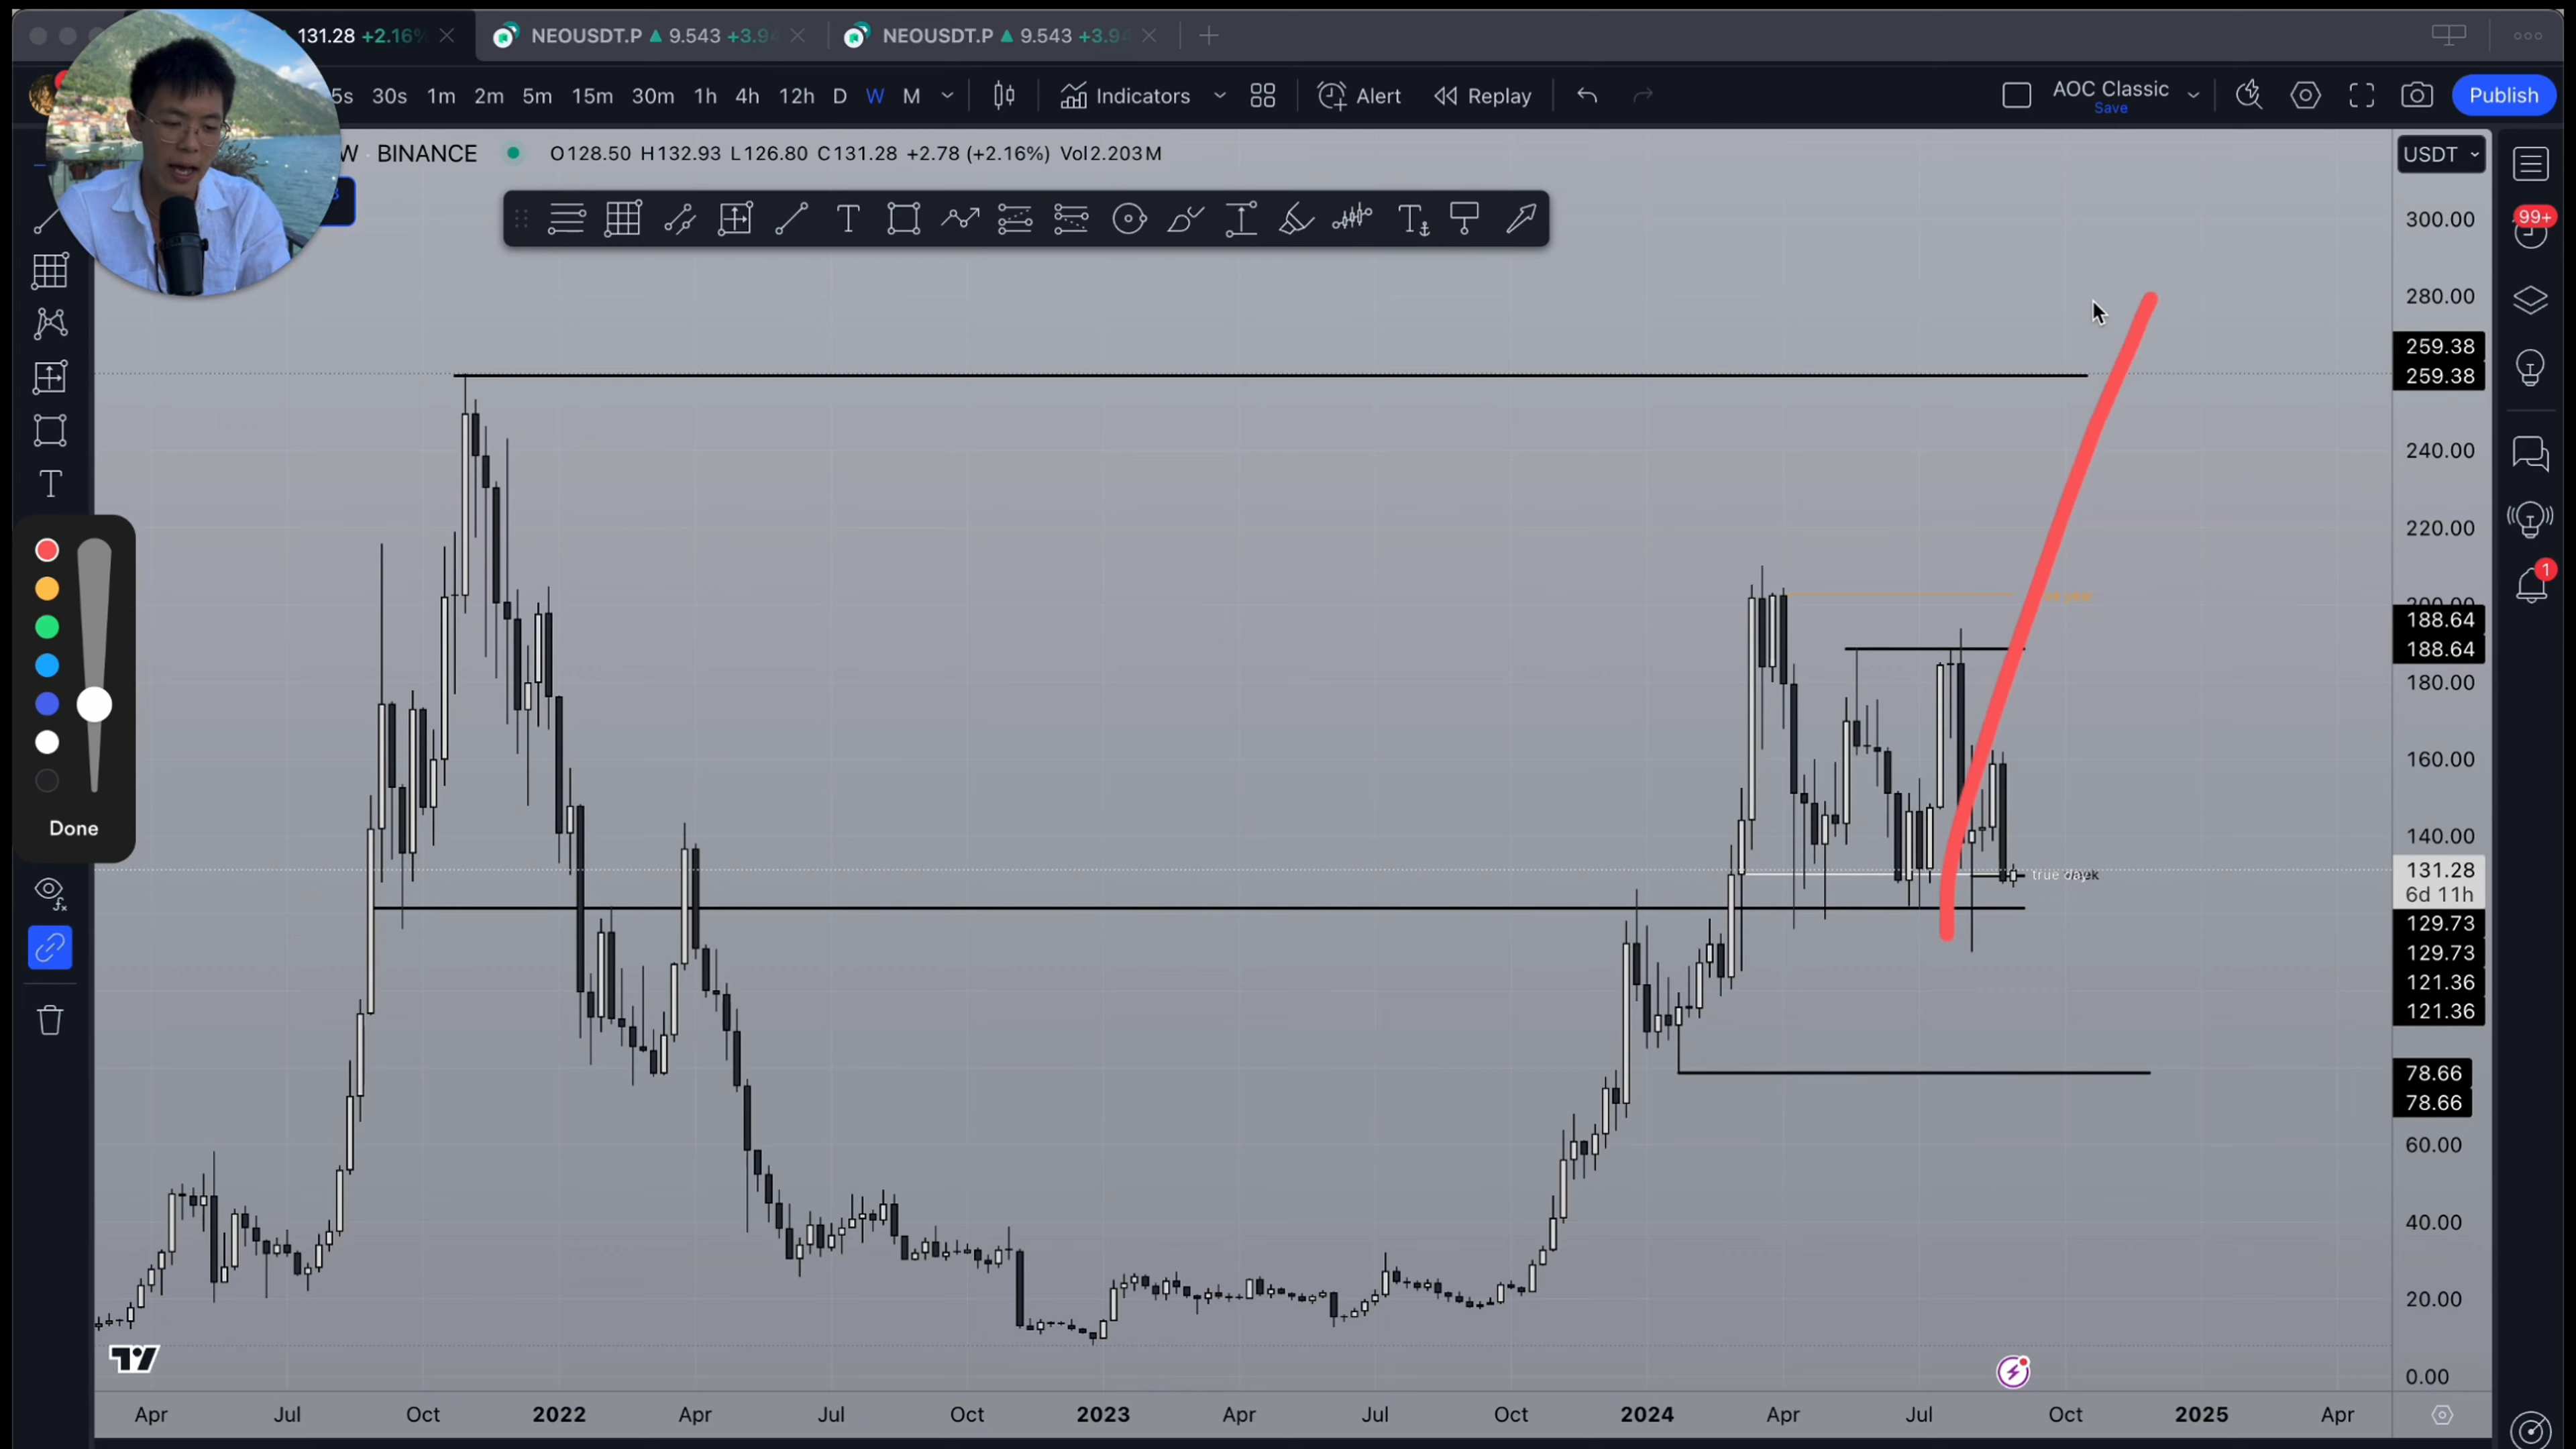 131.28 +2.16%
NEOUSDT.P ▲ 9.543 +3.94
NEOUSDT.P ▲ 9.543 +3.94
5s 30s 1m 2m 5m 15m 30m 1h 4h 12h D W M Indicators Alert Replay AOC Classic Publish
Save
W · BINANCE O128.50 H132.93 L126.80 C131.28 +2.78 (+2.16%) Vol2.203M
USDT
99+
300.00
280.00
259.38
259.38
240.00
220.00
200.00
188.64
188.64
180.00
160.00
140.00
131.28
6d 11h
129.73
129.73
121.36
121.36
78.66
78.66
60.00
40.00
20.00
0.00
1
true
T
Done
Apr Jul Oct 2022 Apr Jul Oct 2023 Apr Jul Oct 2024 Apr Jul Oct 2025 Apr